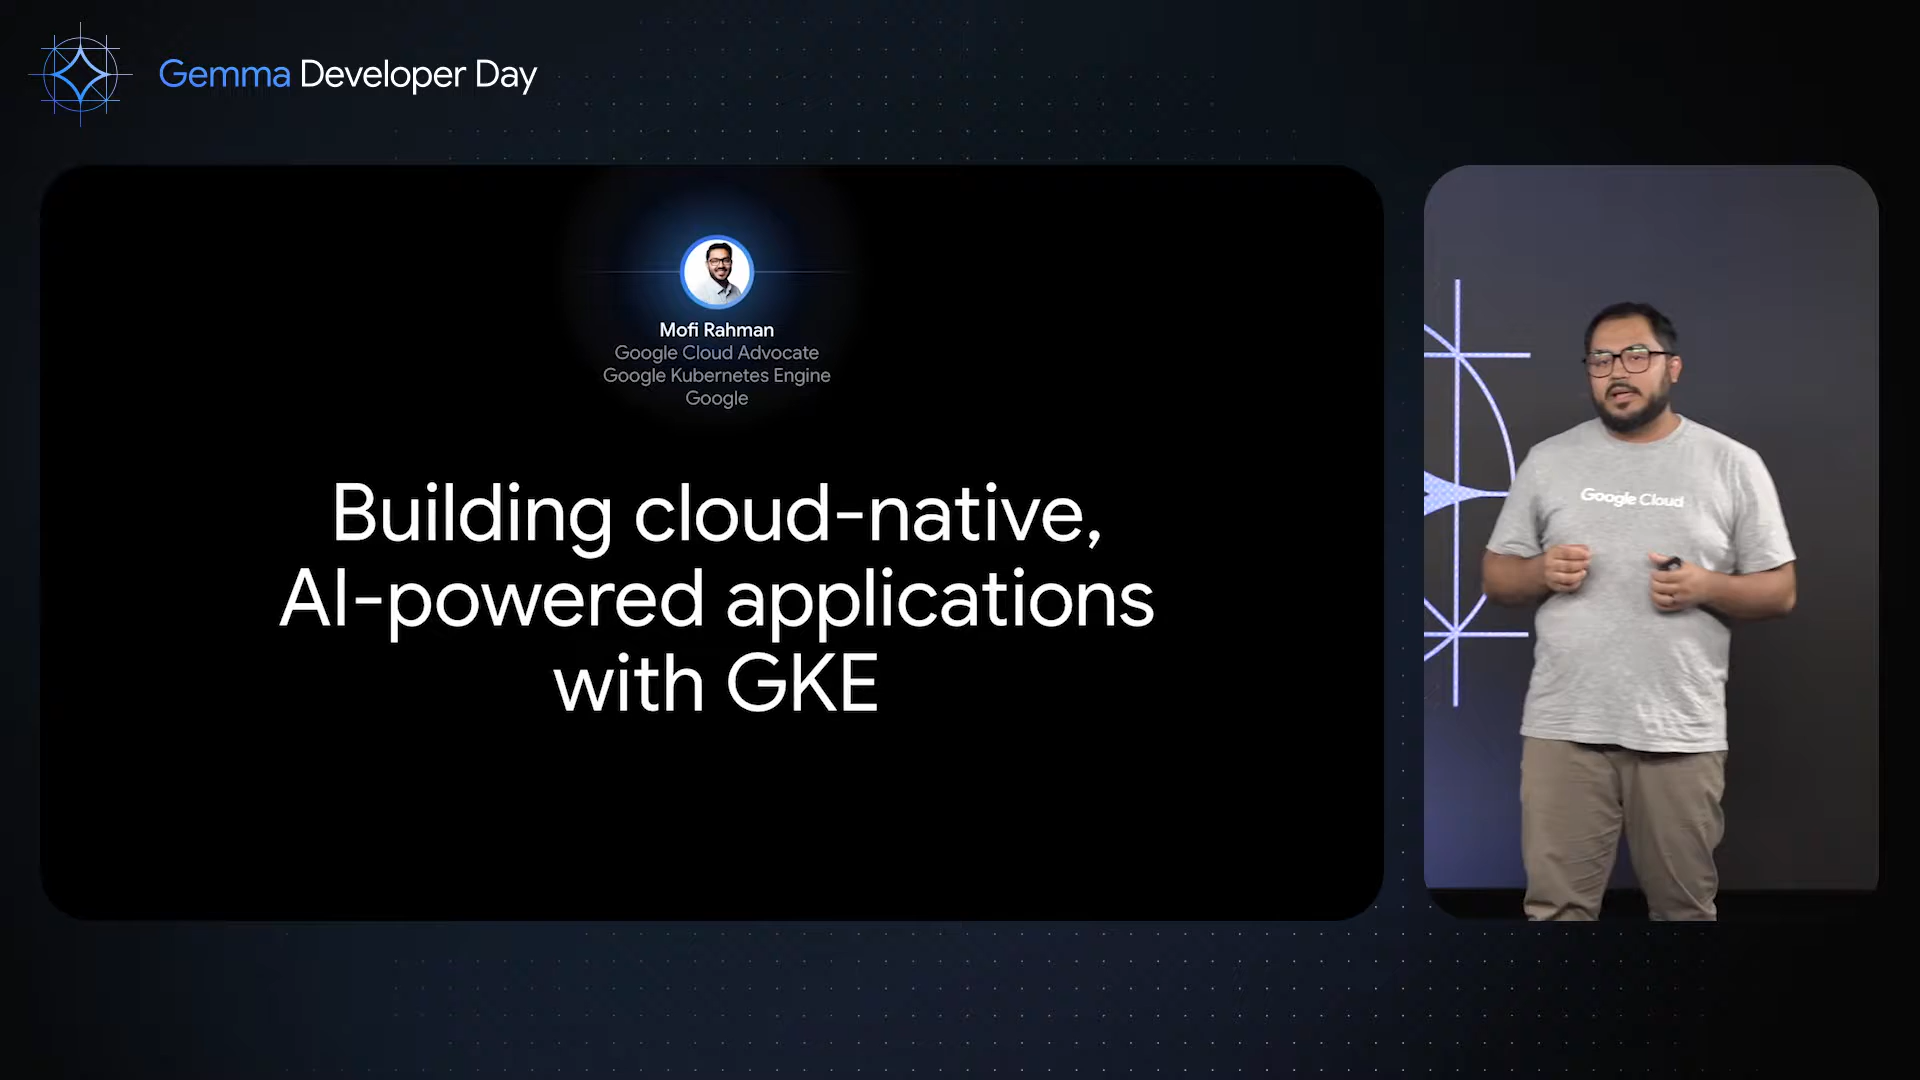 Gemma Developer Day
Mofi Rahman
Google Cloud Advocate
Google Kubernetes Engine
Google
Building cloud-native,
AI-powered applications
with GKE
Google Cloud